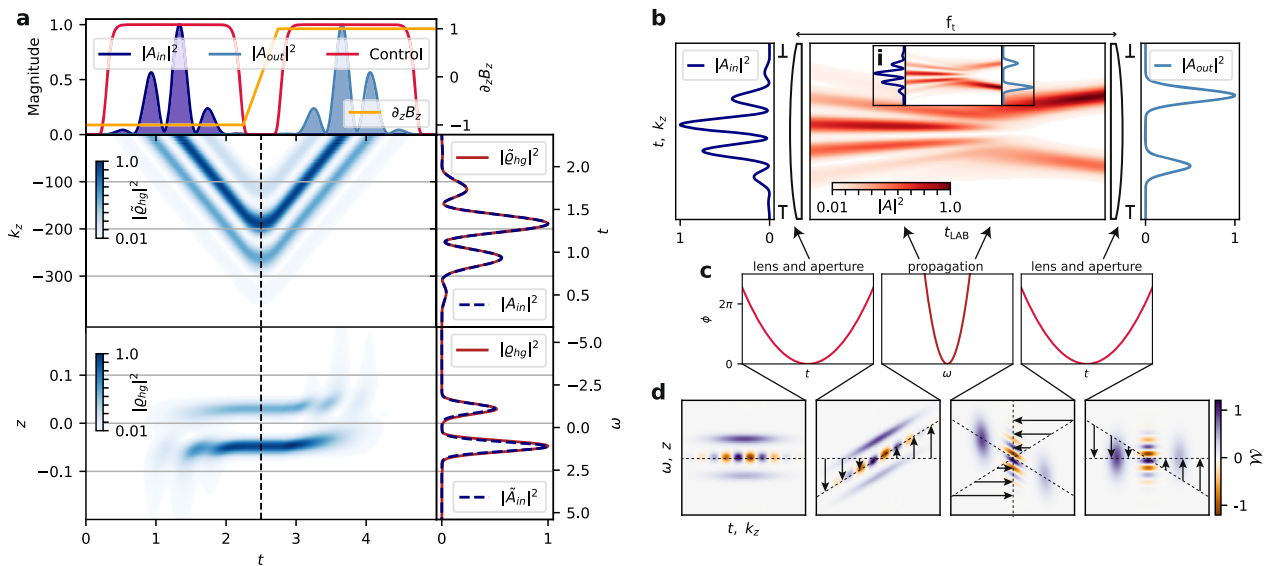 a
Magnitude
1.0
0.5
0.0
|A_in|²
|A_out|²
Control
∂_zB_z
1
0
−1
∂_zB_z
k_z
−100
−200
−300
1.0
0.01
|ϱ̃_hg|²
|ϱ̃_hg|²
|A_in|²
2.0
1.5
1.0
0.5
t
z
0.1
0.0
−0.1
1.0
0.01
|ϱ_hg|²
|ϱ_hg|²
|Ã_in|²
−5.0
−2.5
0.0
2.5
5.0
ω
0 1 2 3 4
t
0 1
b
f_t
|A_in|²
1 0
t, k_z
i
0.01 1.0
|A|²
t_LAB
|A_out|²
0 1
c
lens and aperture
propagation
lens and aperture
ϕ
2π
0
t
ω
t
d
ω, z
t, k_z
1
0
-1
𝒲